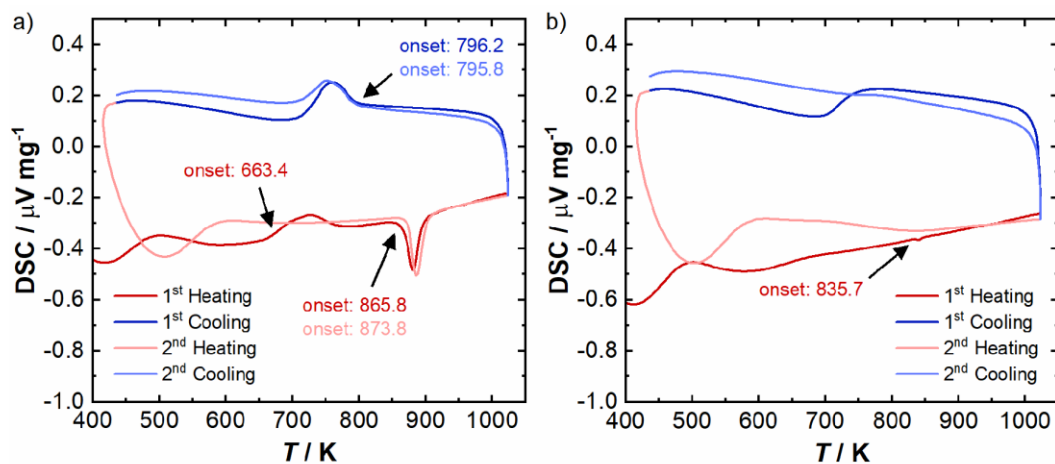 a)
DSC / μV mg⁻¹
0.4
0.2
0.0
-0.2
-0.4
-0.6
-0.8
-1.0
onset: 796.2
onset: 795.8
onset: 663.4
onset: 865.8
onset: 873.8
1st Heating
1st Cooling
2nd Heating
2nd Cooling
400 500 600 700 800 900 1000
T / K
b)
DSC / μV mg⁻¹
0.4
0.2
0.0
-0.2
-0.4
-0.6
-0.8
-1.0
onset: 835.7
1st Heating
1st Cooling
2nd Heating
2nd Cooling
400 500 600 700 800 900 1000
T / K